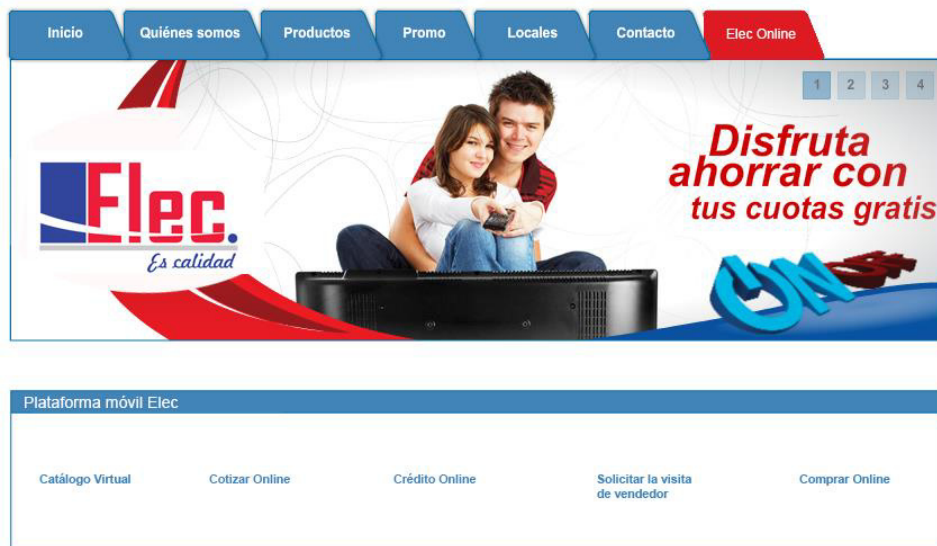 Inicio
Quiénes somos
Productos
Promo
Locales
Contacto
Elec Online
1 2 3 4
Elec.
Es calidad
Disfruta
ahorrar con
tus cuotas gratis
ON
Plataforma móvil Elec
Catálogo Virtual
Cotizar Online
Crédito Online
Solicitar la visita
de vendedor
Comprar Online